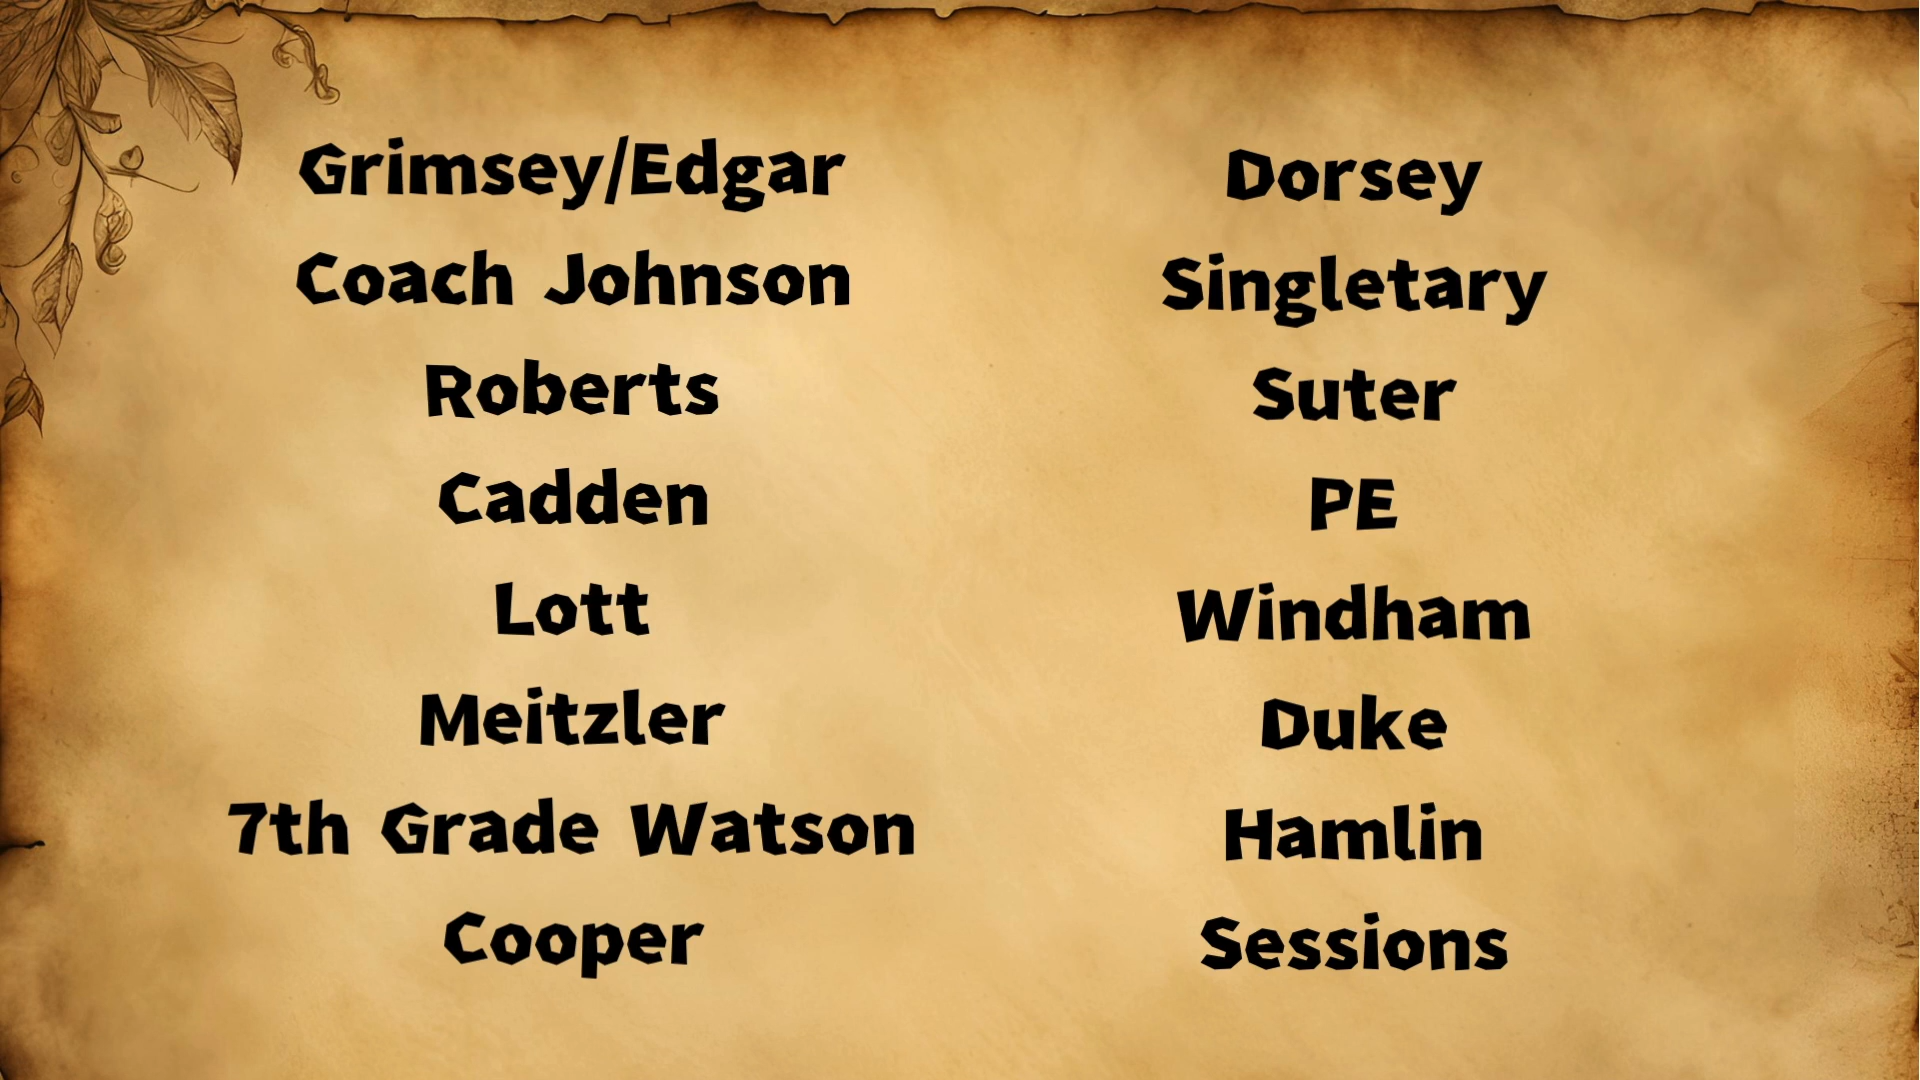 Grimsey/Edgar
Coach Johnson
Roberts
Cadden
Lott
Meitzler
7th Grade Watson
Cooper
Dorsey
Singletary
Suter
PE
Windham
Duke
Hamlin
Sessions